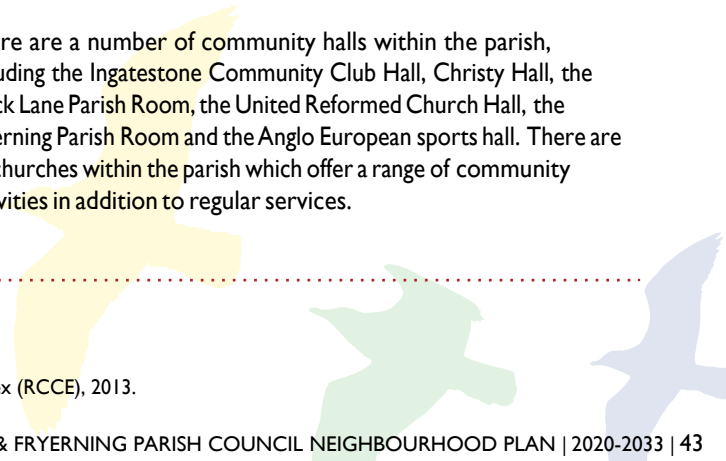 re are a number of community halls within the parish,
uding the Ingatestone Community Club Hall, Christy Hall, the
ck Lane Parish Room, the United Reformed Church Hall, the
erning Parish Room and the Anglo European sports hall. There are
churches within the parish which offer a range of community
vities in addition to regular services.
x (RCCE), 2013.
& FRYERNING PARISH COUNCIL NEIGHBOURHOOD PLAN | 2020-2033 | 43